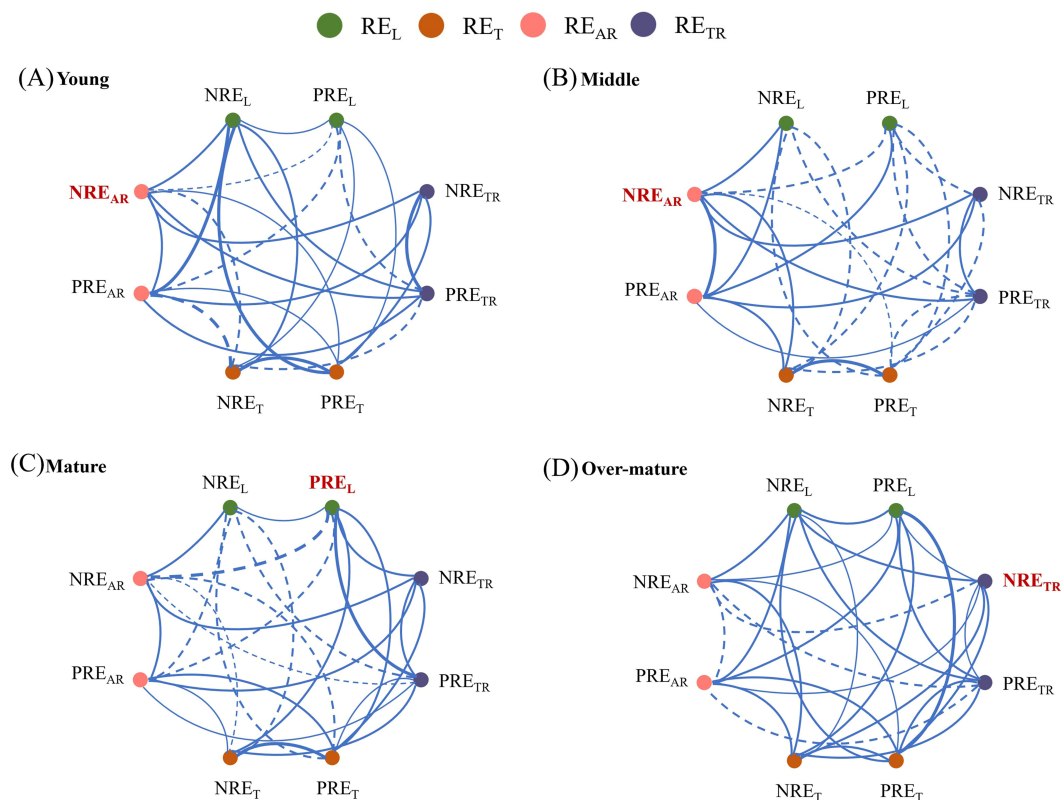 RE_L RE_T RE_AR RE_TR
(A) Young
NRE_L PRE_L
NRE_AR NRE_TR
PRE_AR PRE_TR
NRE_T PRE_T
(B) Middle
NRE_L PRE_L
NRE_AR NRE_TR
PRE_AR PRE_TR
NRE_T PRE_T
(C) Mature
NRE_L PRE_L
NRE_AR NRE_TR
PRE_AR PRE_TR
NRE_T PRE_T
(D) Over-mature
NRE_L PRE_L
NRE_AR NRE_TR
PRE_AR PRE_TR
NRE_T PRE_T